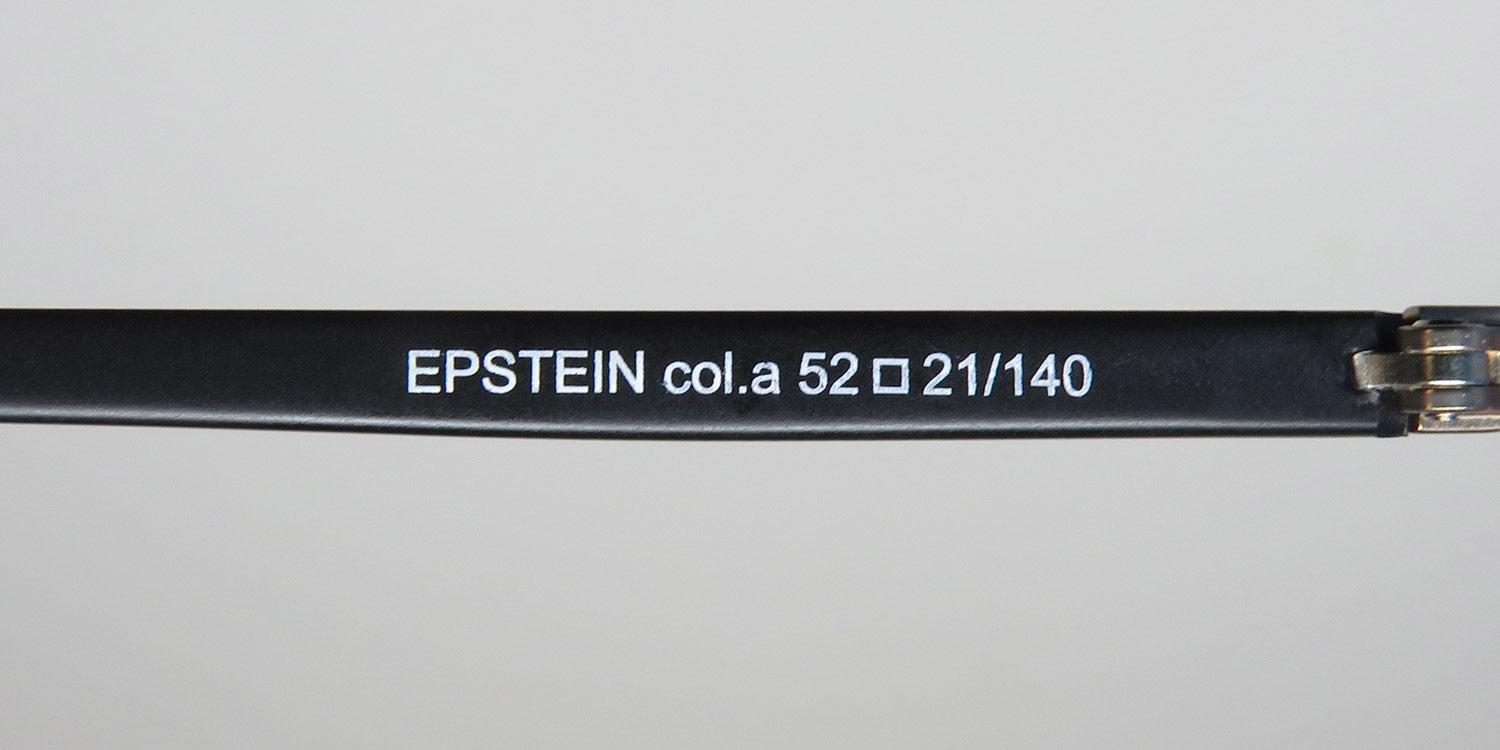 EPSTEIN col.a 52 □ 21/140